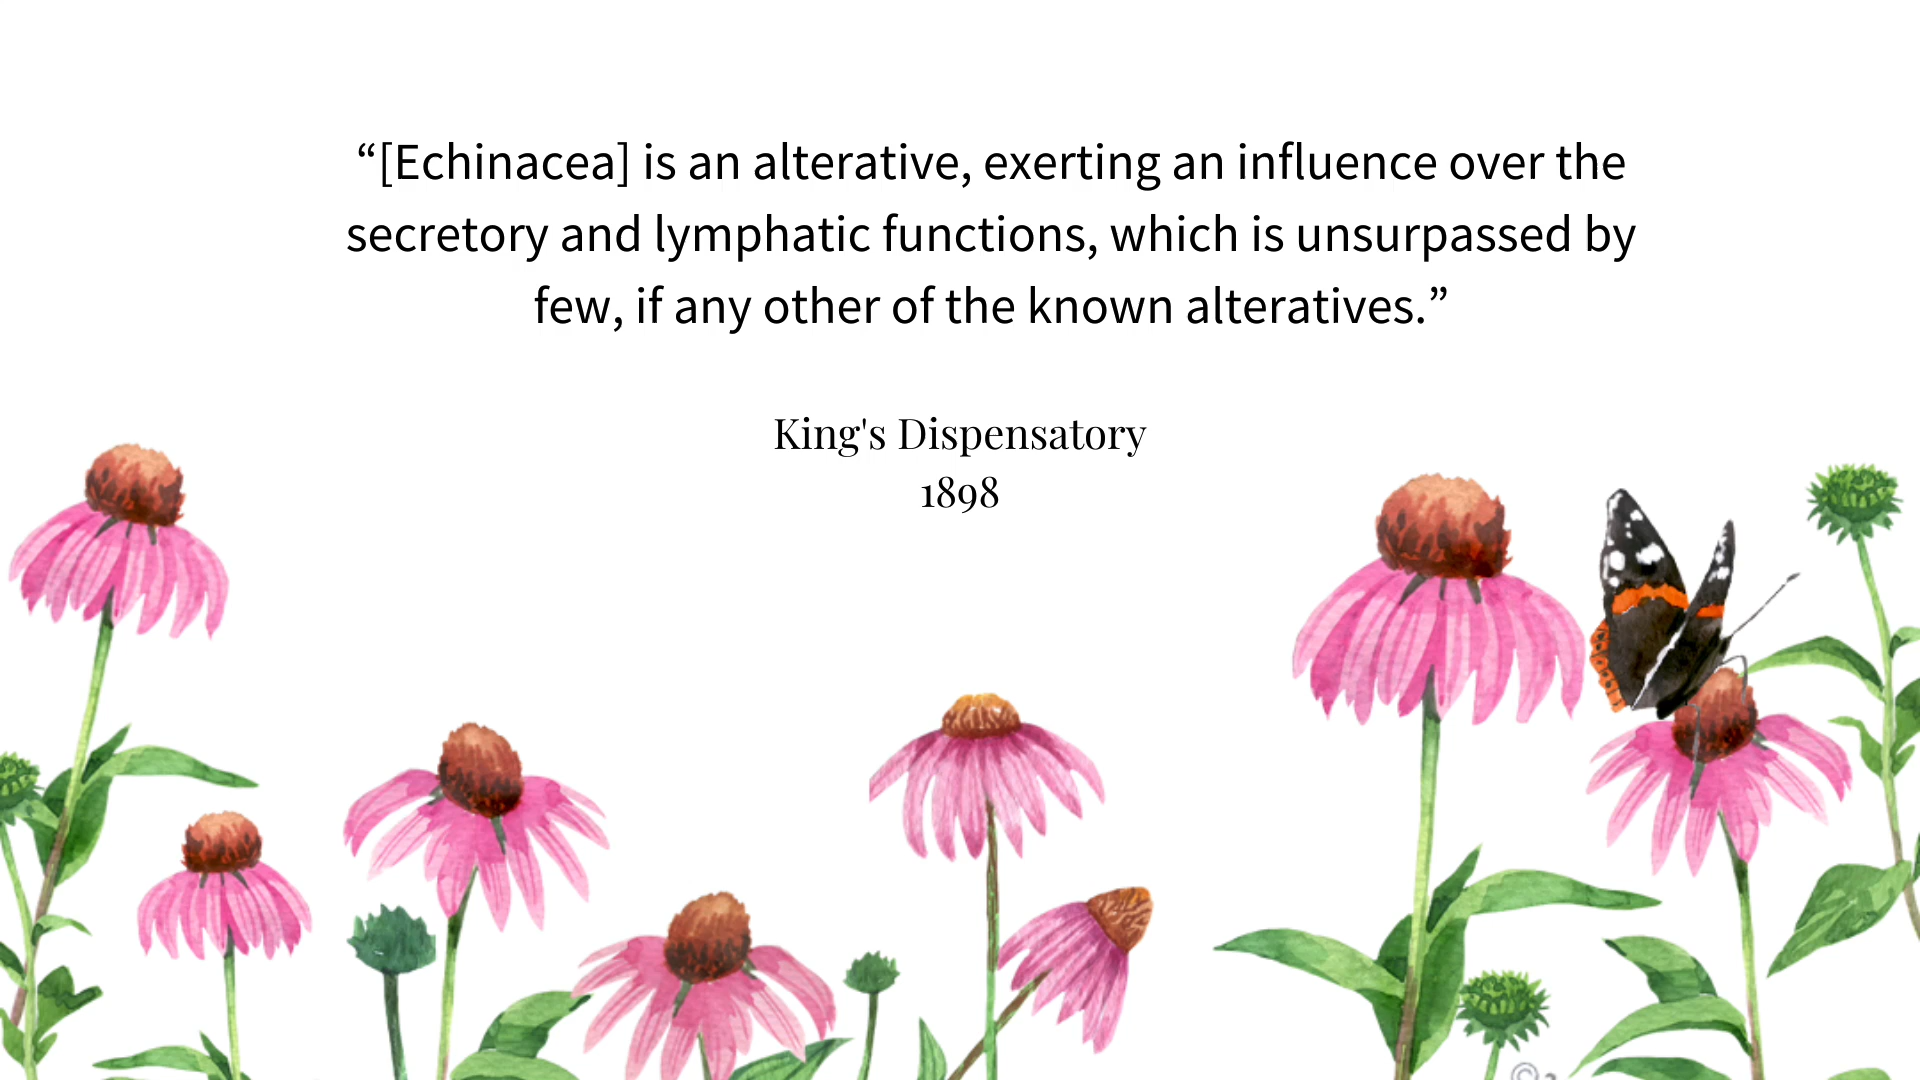 “[Echinacea] is an alterative, exerting an influence over the
secretory and lymphatic functions, which is unsurpassed by
few, if any other of the known alteratives.”
King's Dispensatory
1898
©